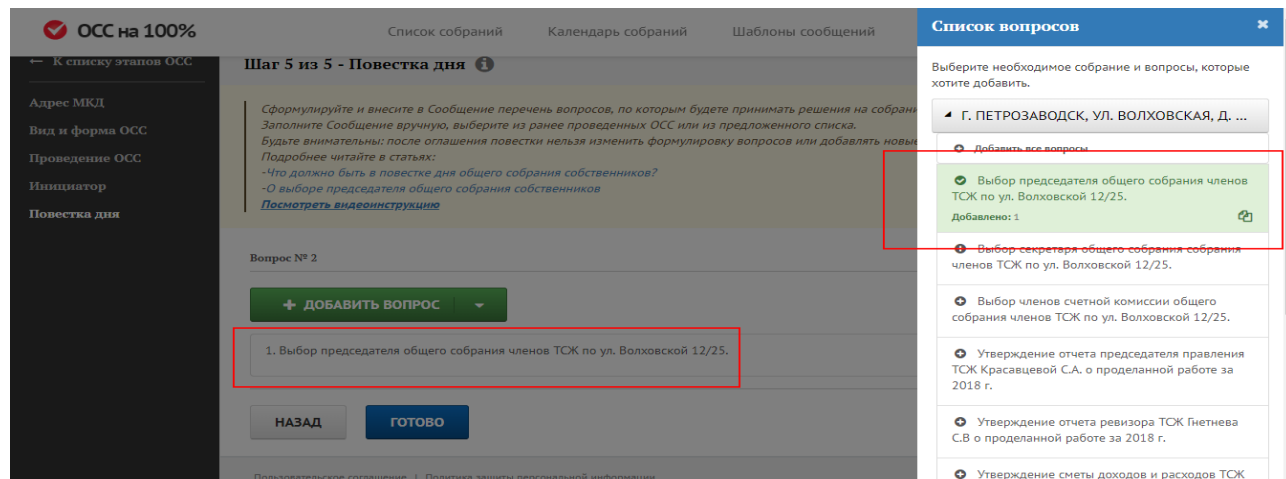 ОСС на 100%
Список собраний
Календарь собраний
Шаблоны сообщений
← К списку этапов ОСС
Адрес МКД
Вид и форма ОСС
Проведение ОСС
Инициатор
Повестка дня
Шаг 5 из 5 - Повестка дня
Сформулируйте и внесите в Сообщение перечень вопросов, по которым будете принимать решения на
Заполните Сообщение вручную, выберите из ранее проведенных ОСС или из предложенного списка.
Будьте внимательны: после оглашения повестки нельзя изменить формулировку вопросов или добавлять новые
Подробнее читайте в статьях:
-Что должно быть в повестке дня общего собрания собственников?
-О выборе председателя общего собрания собственников
Посмотреть видеоинструкцию
Вопрос № 2
+ ДОБАВИТЬ ВОПРОС
1. Выбор председателя общего собрания членов ТСЖ по ул. Волховской 12/25.
НАЗАД
ГОТОВО
Пользовательское соглашение | Политика защиты персональной информации
Список вопросов
Выберите необходимое собрание и вопросы, которые
хотите добавить.
Г. ПЕТРОЗАВОДСК, УЛ. ВОЛХОВСКАЯ, Д. ...
Добавить все вопросы
Выбор председателя общего собрания членов
ТСЖ по ул. Волховской 12/25.
Добавлено: 1
Выбор секретаря общего собрания собрания
членов ТСЖ по ул. Волховской 12/25.
Выбор членов счетной комиссии общего
собрания членов ТСЖ по ул. Волховской 12/25.
Утверждение отчета председателя правления
ТСЖ Красавцевой С.А. о проделанной работе за
2018 г.
Утверждение отчета ревизора ТСЖ Гнетнева
С.В о проделанной работе за 2018 г.
Утверждение сметы доходов и расходов ТСЖ